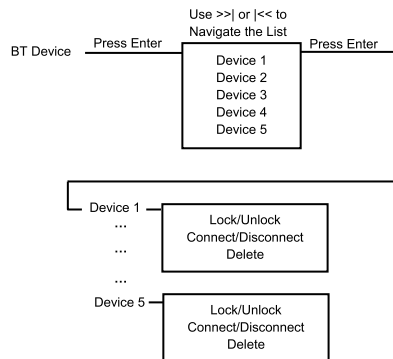 Use >>| or |<< to
Navigate the List
BT Device
Press Enter
Press Enter
Device 1
Device 2
Device 3
Device 4
Device 5
Device 1
Lock/Unlock
Connect/Disconnect
Delete
...
...
...
Device 5
Lock/Unlock
Connect/Disconnect
Delete